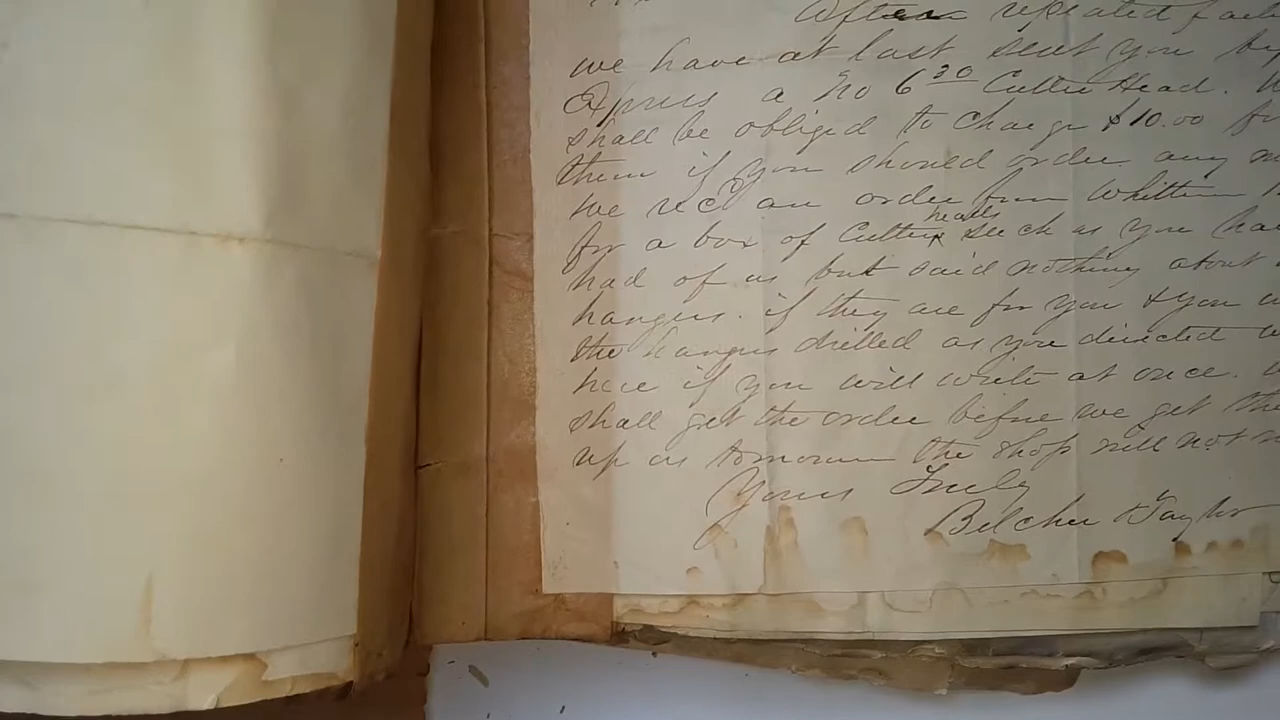 After repeated
we have at last sent you by
Express a No 6 30 Cutter Head.
shall be obliged to charge $10.00 for
them if you should order any
we recd an order from Whittier
for a box of Cutter heads such as you
had of us but said nothing about
hangers. if they are for you & you
the hangers drilled as you directed
here if you will write at once.
shall get the order before we get
up as tomorrow the shop will not
Yours Truly
Belcher & Taylor